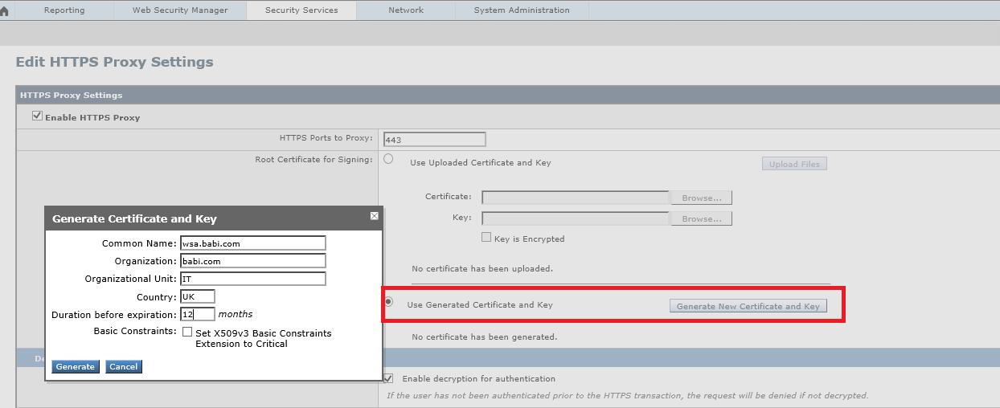 Reporting Web Security Manager Security Services Network System Administration
Edit HTTPS Proxy Settings
HTTPS Proxy Settings
Enable HTTPS Proxy
HTTPS Ports to Proxy: 443
Root Certificate for Signing: Use Uploaded Certificate and Key Upload Files
Certificate: Browse...
Key: Browse...
Key is Encrypted
No certificate has been uploaded.
Use Generated Certificate and Key Generate New Certificate and Key
No certificate has been generated.
Generate Certificate and Key
Common Name: wsa.babi.com
Organization: babi.com
Organizational Unit: IT
Country: UK
Duration before expiration: 12 months
Basic Constraints: Set X509v3 Basic Constraints
Extension to Critical
Generate Cancel
De
Enable decryption for authentication
If the user has not been authenticated prior to the HTTPS transaction, the request will be denied if not decrypted.